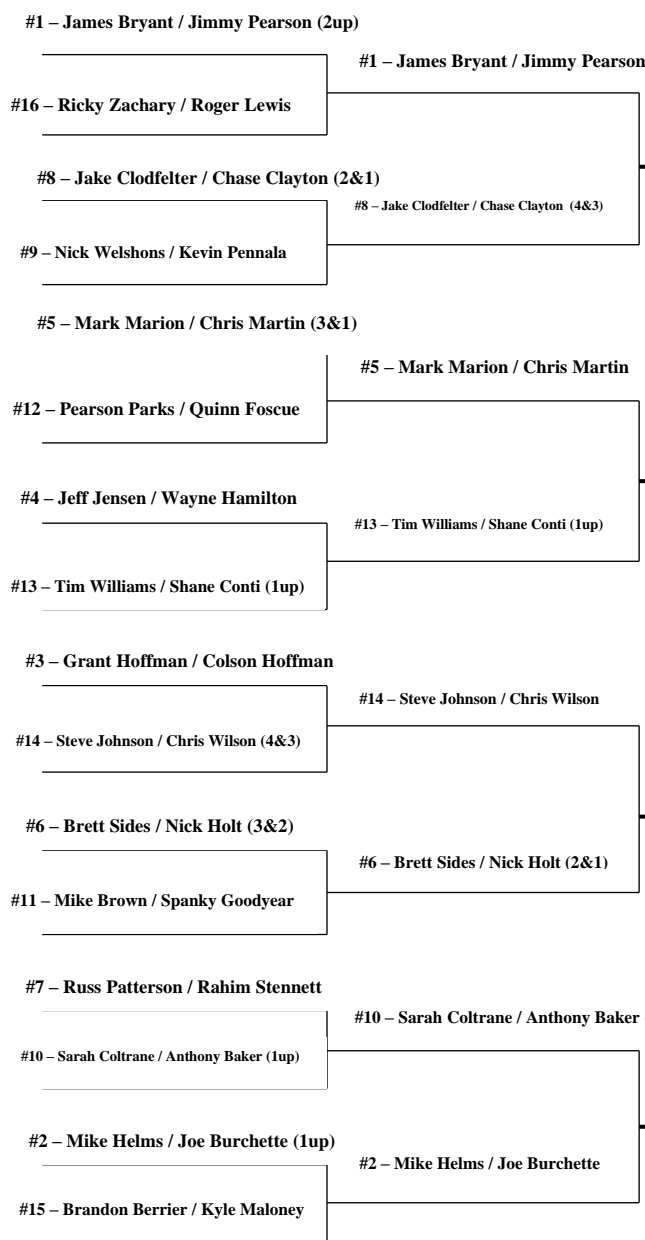 #1 – James Bryant / Jimmy Pearson (2up)
#16 – Ricky Zachary / Roger Lewis
#8 – Jake Clodfelter / Chase Clayton (2&1)
#9 – Nick Welshons / Kevin Pennala
#5 – Mark Marion / Chris Martin (3&1)
#12 – Pearson Parks / Quinn Foscue
#4 – Jeff Jensen / Wayne Hamilton
#13 – Tim Williams / Shane Conti (1up)
#3 – Grant Hoffman / Colson Hoffman
#14 – Steve Johnson / Chris Wilson (4&3)
#6 – Brett Sides / Nick Holt (3&2)
#11 – Mike Brown / Spanky Goodyear
#7 – Russ Patterson / Rahim Stennett
#10 – Sarah Coltrane / Anthony Baker (1up)
#2 – Mike Helms / Joe Burchette (1up)
#15 – Brandon Berrier / Kyle Maloney
#1 – James Bryant / Jimmy Pearson
#8 – Jake Clodfelter / Chase Clayton (4&3)
#5 – Mark Marion / Chris Martin
#13 – Tim Williams / Shane Conti (1up)
#14 – Steve Johnson / Chris Wilson
#6 – Brett Sides / Nick Holt (2&1)
#10 – Sarah Coltrane / Anthony Baker
#2 – Mike Helms / Joe Burchette